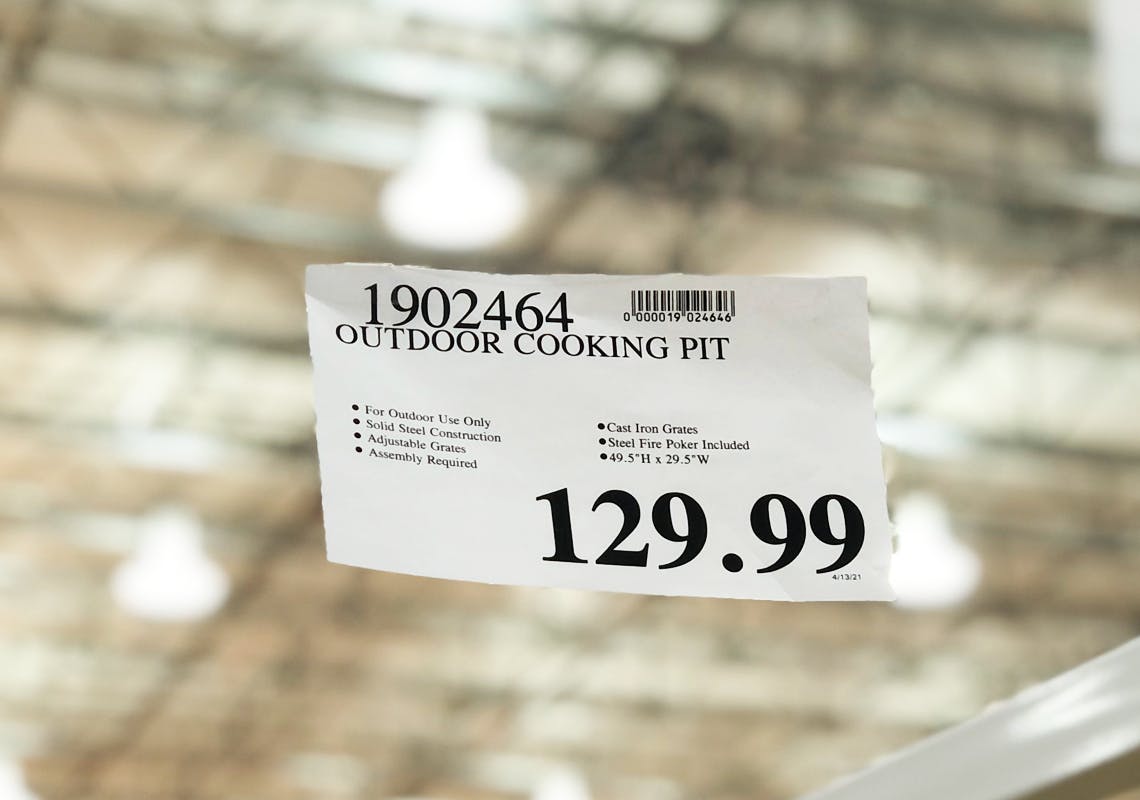 1902464
0 000019 024646
OUTDOOR COOKING PIT
• For Outdoor Use Only
• Solid Steel Construction
• Adjustable Grates
• Assembly Required
• Cast Iron Grates
• Steel Fire Poker Included
• 49.5"H x 29.5"W
129.99
4/13/21